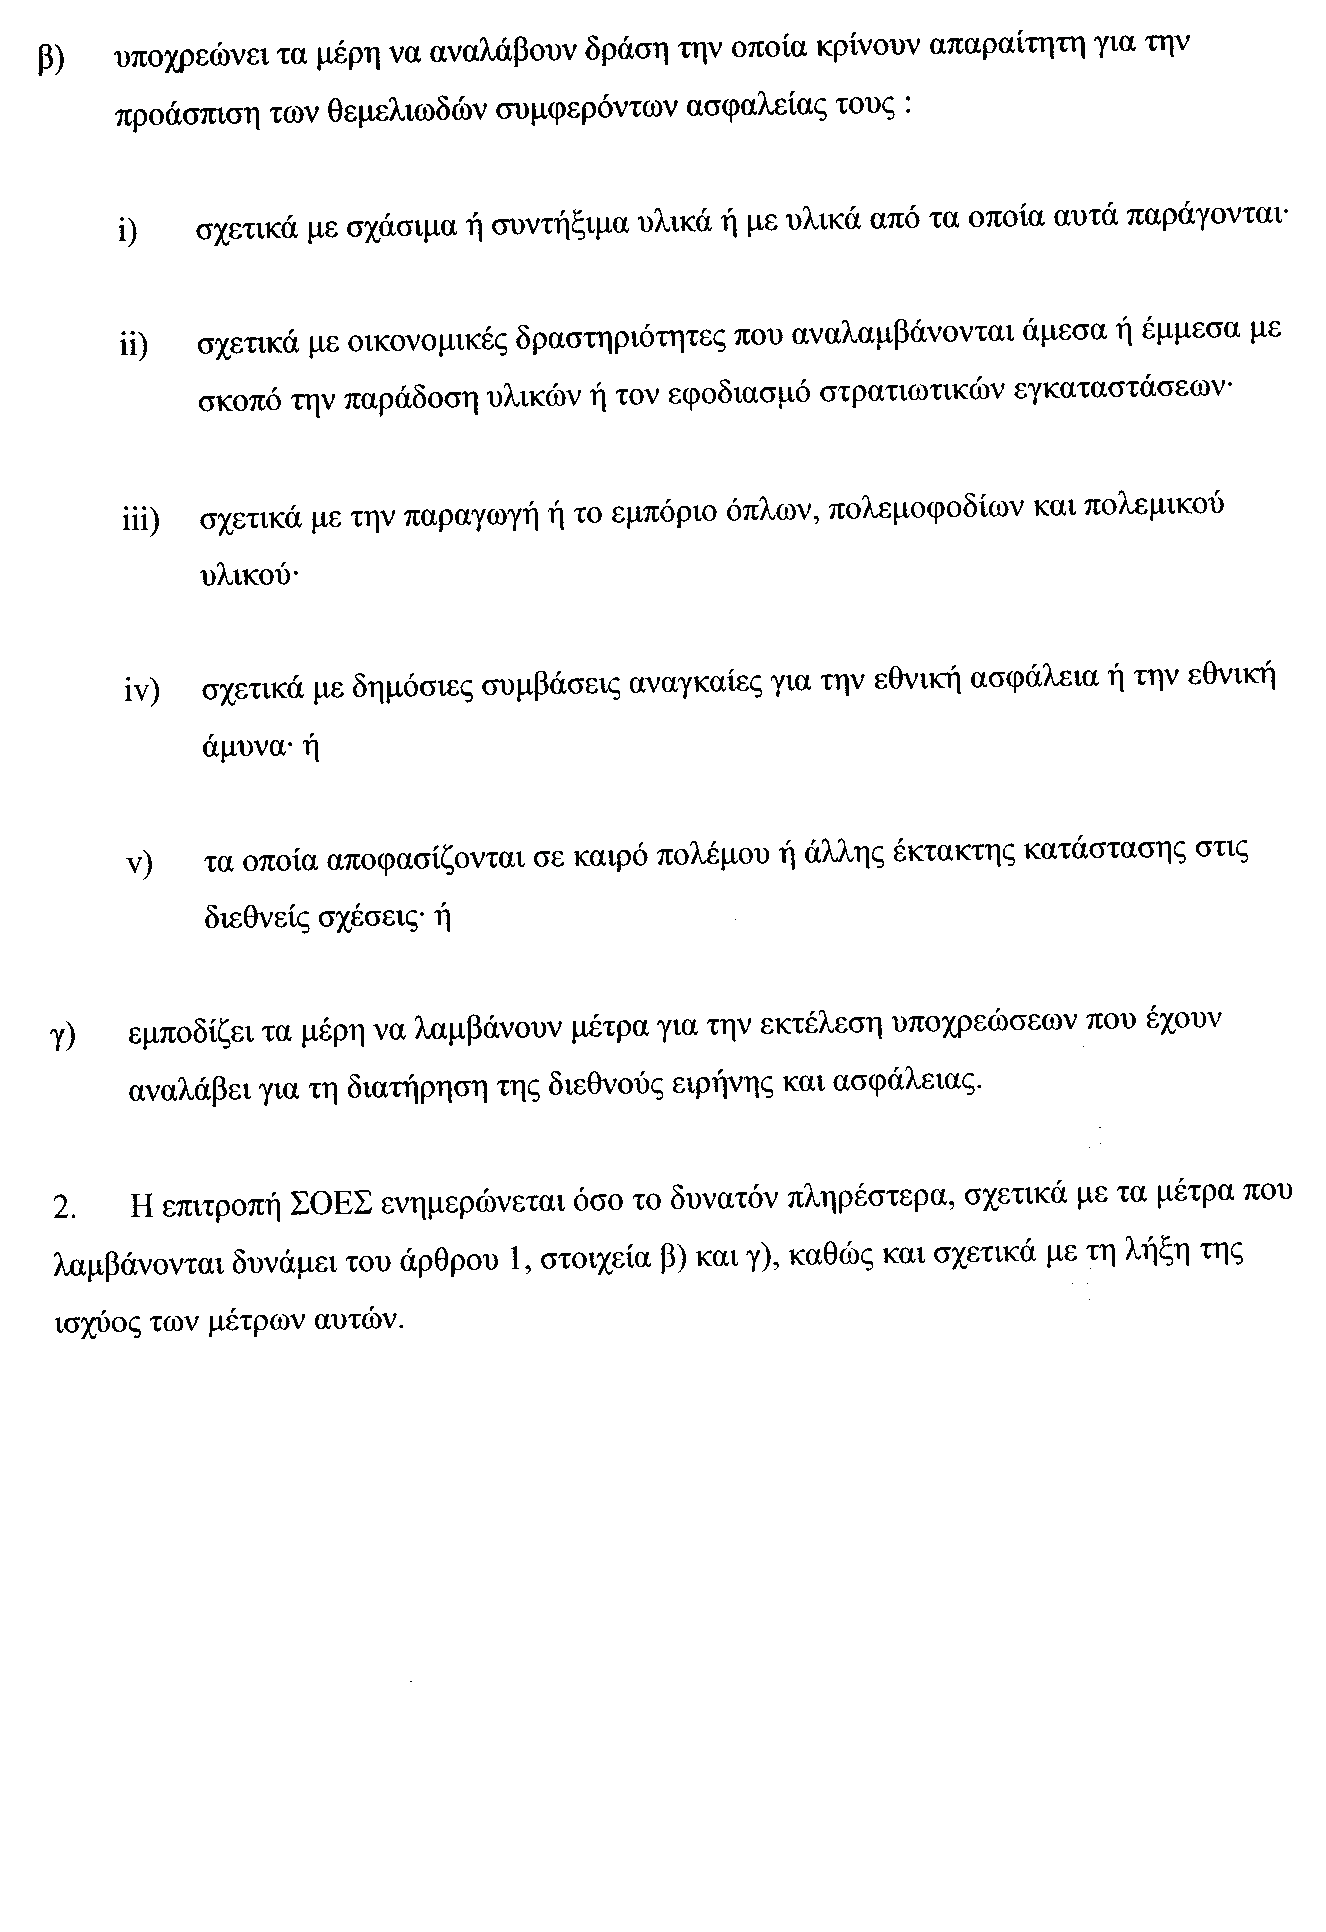 β) υποχρεώνει τα μέρη να αναλάβουν δράση την οποία κρίνουν απαραίτητη για την
προάσπιση των θεμελιωδών συμφερόντων ασφαλείας τους :
i) σχετικά με σχάσιμα ή συντήξιμα υλικά ή με υλικά από τα οποία αυτά παράγονται·
ii) σχετικά με οικονομικές δραστηριότητες που αναλαμβάνονται άμεσα ή έμμεσα με
σκοπό την παράδοση υλικών ή τον εφοδιασμό στρατιωτικών εγκαταστάσεων·
iii) σχετικά με την παραγωγή ή το εμπόριο όπλων, πολεμοφοδίων και πολεμικού
υλικού·
iv) σχετικά με δημόσιες συμβάσεις αναγκαίες για την εθνική ασφάλεια ή την εθνική
άμυνα· ή
v) τα οποία αποφασίζονται σε καιρό πολέμου ή άλλης έκτακτης κατάστασης στις
διεθνείς σχέσεις· ή
γ) εμποδίζει τα μέρη να λαμβάνουν μέτρα για την εκτέλεση υποχρεώσεων που έχουν
αναλάβει για τη διατήρηση της διεθνούς ειρήνης και ασφάλειας.
2. Η επιτροπή ΣΟΕΣ ενημερώνεται όσο το δυνατόν πληρέστερα, σχετικά με τα μέτρα που
λαμβάνονται δυνάμει του άρθρου 1, στοιχεία β) και γ), καθώς και σχετικά με τη λήξη της
ισχύος των μέτρων αυτών.